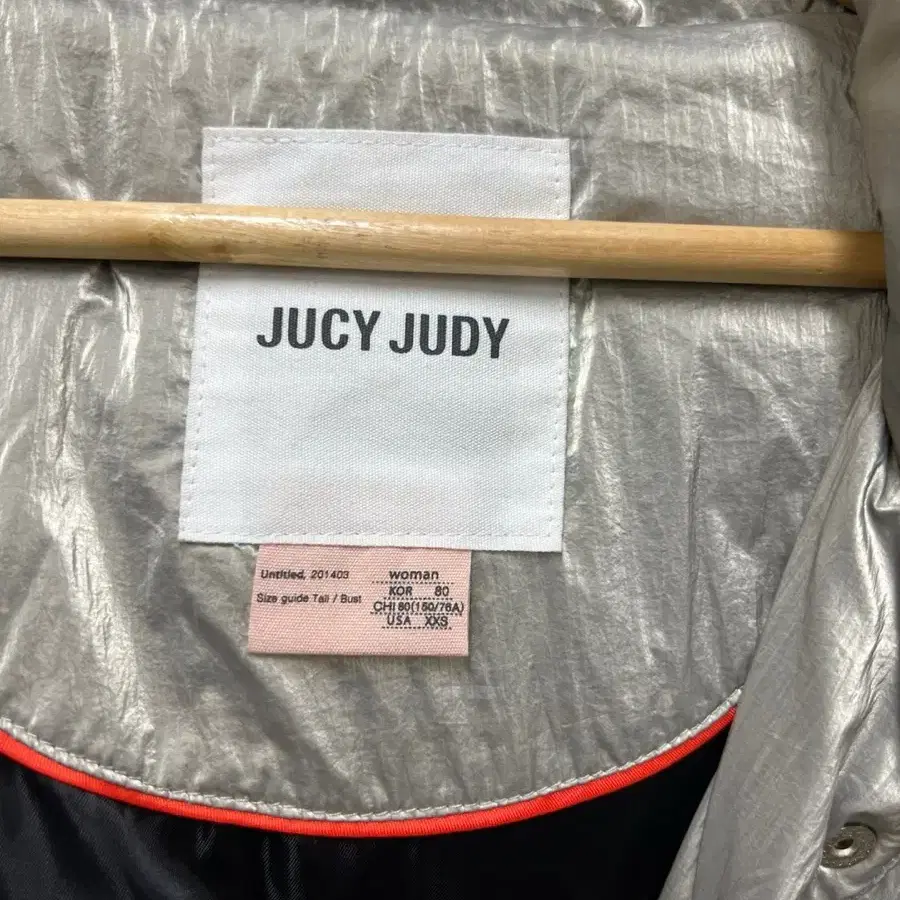 JUCY JUDY
Untitled, 201403
Size guide Tall / Bust
woman
KOR 80
CHI 80(150/76A)
USA XXS